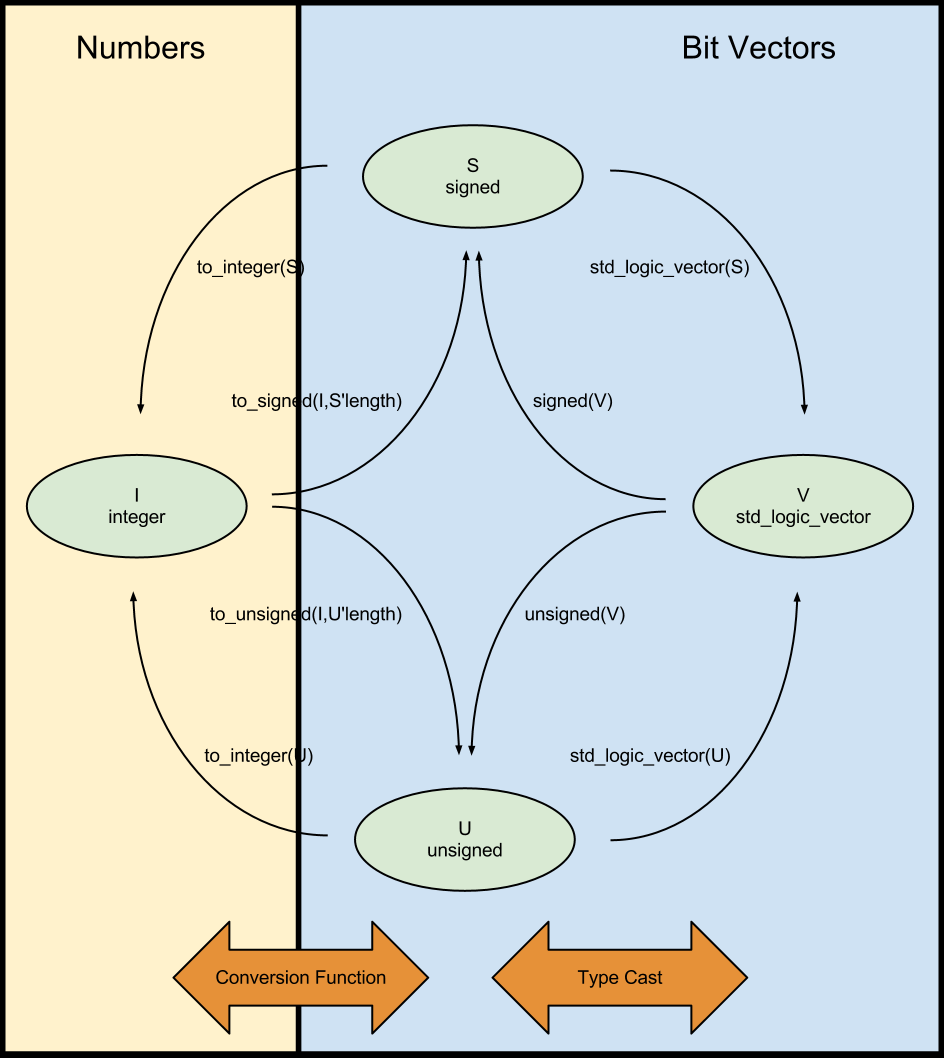 Numbers
Bit Vectors
S
signed
to_integer(S)
std_logic_vector(S)
to_signed(I,S'length)
signed(V)
I
integer
V
std_logic_vector
to_unsigned(I,U'length)
unsigned(V)
to_integer(U)
std_logic_vector(U)
U
unsigned
Conversion Function
Type Cast